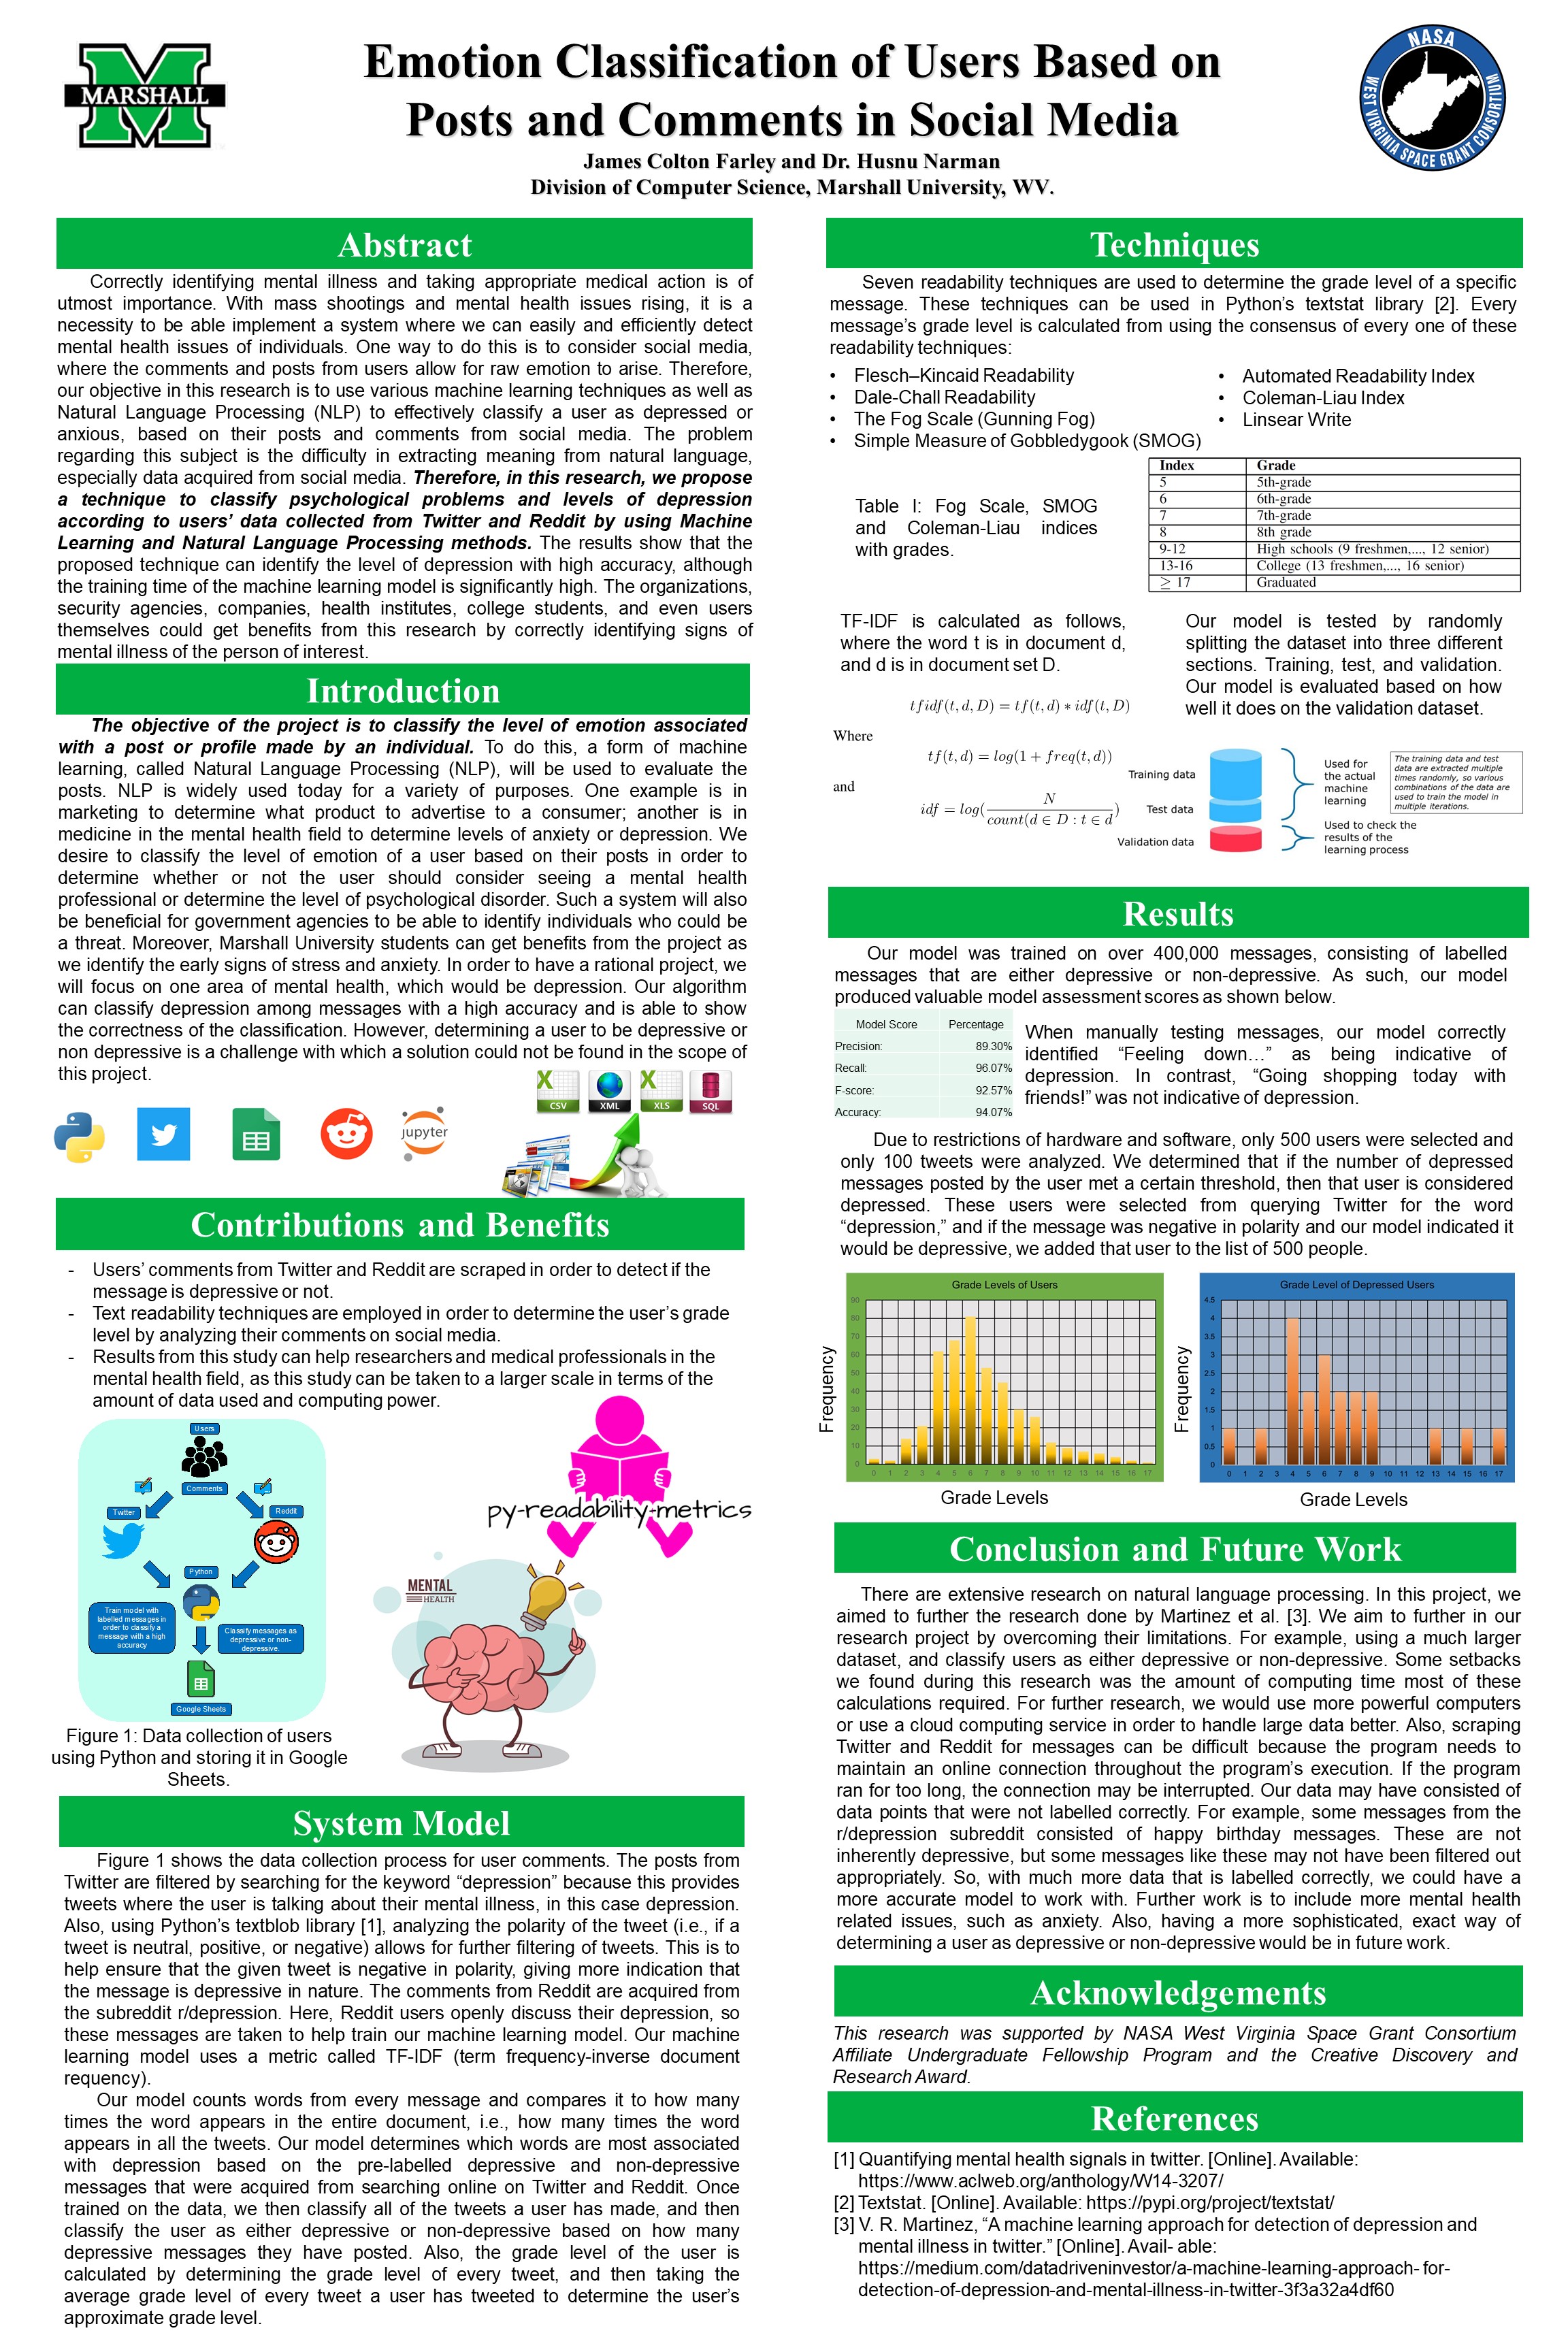 MARSHALL
Emotion Classification of Users Based on
Posts and Comments in Social Media
James Colton Farley and Dr. Husnu Narman
Division of Computer Science, Marshall University, WV.
NASA
WEST VIRGINIA SPACE GRANT CONSORTIUM
Abstract
Correctly identifying mental illness and taking appropriate medical action is of
utmost importance. With mass shootings and mental health issues rising, it is a
necessity to be able implement a system where we can easily and efficiently detect
mental health issues of individuals. One way to do this is to consider social media,
where the comments and posts from users allow for raw emotion to arise. Therefore,
our objective in this research is to use various machine learning techniques as well as
Natural Language Processing (NLP) to effectively classify a user as depressed or
anxious, based on their posts and comments from social media. The problem
regarding this subject is the difficulty in extracting meaning from natural language,
especially data acquired from social media. Therefore, in this research, we propose
a technique to classify psychological problems and levels of depression
according to users' data collected from Twitter and Reddit by using Machine
Learning and Natural Language Processing methods. The results show that the
proposed technique can identify the level of depression with high accuracy, although
the training time of the machine learning model is significantly high. The organizations,
security agencies, companies, health institutes, college students, and even users
themselves could get benefits from this research by correctly identifying signs of
mental illness of the person of interest.
Introduction
The objective of the project is to classify the level of emotion associated
with a post or profile made by an individual. To do this, a form of machine
learning, called Natural Language Processing (NLP), will be used to evaluate the
posts. NLP is widely used today for a variety of purposes. One example is in
marketing to determine what product to advertise to a consumer; another is in
medicine in the mental health field to determine levels of anxiety or depression. We
desire to classify the level of emotion of a user based on their posts in order to
determine whether or not the user should consider seeing a mental health
professional or determine the level of psychological disorder. Such a system will also
be beneficial for government agencies to be able to identify individuals who could be
a threat. Moreover, Marshall University students can get benefits from the project as
we identify the early signs of stress and anxiety. In order to have a rational project, we
will focus on one area of mental health, which would be depression. Our algorithm
can classify depression among messages with a high accuracy and is able to show
the correctness of the classification. However, determining a user to be depressive or
non depressive is a challenge with which a solution could not be found in the scope of
this project.
jupyter
CSV XML XLS SQL
Contributions and Benefits
- Users' comments from Twitter and Reddit are scraped in order to detect if the
message is depressive or not.
- Text readability techniques are employed in order to determine the user's grade
level by analyzing their comments on social media.
- Results from this study can help researchers and medical professionals in the
mental health field, as this study can be taken to a larger scale in terms of the
amount of data used and computing power.
Users
Comments
Twitter
Reddit
Python
Train model with
labelled messages in
order to classify a
message with a high
accuracy
Classify messages as
depressive or non-
depressive.
Google Sheets
py-readability-metrics
MENTAL
HEALTH
Figure 1: Data collection of users
using Python and storing it in Google
Sheets.
System Model
Figure 1 shows the data collection process for user comments. The posts from
Twitter are filtered by searching for the keyword “depression” because this provides
tweets where the user is talking about their mental illness, in this case depression.
Also, using Python's textblob library [1], analyzing the polarity of the tweet (i.e., if a
tweet is neutral, positive, or negative) allows for further filtering of tweets. This is to
help ensure that the given tweet is negative in polarity, giving more indication that
the message is depressive in nature. The comments from Reddit are acquired from
the subreddit r/depression. Here, Reddit users openly discuss their depression, so
these messages are taken to help train our machine learning model. Our machine
learning model uses a metric called TF-IDF (term frequency-inverse document
requency).
Our model counts words from every message and compares it to how many
times the word appears in the entire document, i.e., how many times the word
appears in all the tweets. Our model determines which words are most associated
with depression based on the pre-labelled depressive and non-depressive
messages that were acquired from searching online on Twitter and Reddit. Once
trained on the data, we then classify all of the tweets a user has made, and then
classify the user as either depressive or non-depressive based on how many
depressive messages they have posted. Also, the grade level of the user is
calculated by determining the grade level of every tweet, and then taking the
average grade level of every tweet a user has tweeted to determine the user's
approximate grade level.
Techniques
Seven readability techniques are used to determine the grade level of a specific
message. These techniques can be used in Python's textstat library [2]. Every
message's grade level is calculated from using the consensus of every one of these
readability techniques:
• Flesch–Kincaid Readability
• Dale-Chall Readability
• The Fog Scale (Gunning Fog)
• Simple Measure of Gobbledygook (SMOG)
• Automated Readability Index
• Coleman-Liau Index
• Linsear Write
Table I: Fog Scale, SMOG
and Coleman-Liau indices
with grades.
Index Grade
5 5th-grade
6 6th-grade
7 7th-grade
8 8th grade
9-12 High schools (9 freshmen,..., 12 senior)
13-16 College (13 freshmen,..., 16 senior)
≥ 17 Graduated
TF-IDF is calculated as follows,
where the word t is in document d,
and d is in document set D.
tfidf(t, d, D) = tf(t, d) ∗ idf(t, D)
Where
tf(t, d) = log(1 + freq(t, d))
and
idf = log(N / count(d ∈ D : t ∈ d)
Our model is tested by randomly
splitting the dataset into three different
sections. Training, test, and validation.
Our model is evaluated based on how
well it does on the validation dataset.
Training data
Test data
Validation data
Used for
the actual
machine
learning
Used to check the
results of the
learning process
The training data and test
data are extracted multiple
times randomly, so various
combinations of the data are
used to train the model in
multiple iterations.
Results
Our model was trained on over 400,000 messages, consisting of labelled
messages that are either depressive or non-depressive. As such, our model
produced valuable model assessment scores as shown below.
Model Score Percentage
Precision: 89.30%
Recall: 96.07%
F-score: 92.57%
Accuracy: 94.07%
When manually testing messages, our model correctly
identified “Feeling down…” as being indicative of
depression. In contrast, “Going shopping today with
friends!” was not indicative of depression.
Due to restrictions of hardware and software, only 500 users were selected and
only 100 tweets were analyzed. We determined that if the number of depressed
messages posted by the user met a certain threshold, then that user is considered
depressed. These users were selected from querying Twitter for the word
“depression,” and if the message was negative in polarity and our model indicated it
would be depressive, we added that user to the list of 500 people.
Grade Levels of Users
90
80
70
60
50
40
30
20
10
0
0 1 2 3 4 5 6 7 8 9 10 11 12 13 14 15 16 17
Frequency
Grade Levels
Grade Level of Depressed Users
4.5
4
3.5
3
2.5
2
1.5
1
0.5
0
0 1 2 3 4 5 6 7 8 9 10 11 12 13 14 15 16 17
Frequency
Grade Levels
Conclusion and Future Work
There are extensive research on natural language processing. In this project, we
aimed to further the research done by Martinez et al. [3]. We aim to further in our
research project by overcoming their limitations. For example, using a much larger
dataset, and classify users as either depressive or non-depressive. Some setbacks
we found during this research was the amount of computing time most of these
calculations required. For further research, we would use more powerful computers
or use a cloud computing service in order to handle large data better. Also, scraping
Twitter and Reddit for messages can be difficult because the program needs to
maintain an online connection throughout the program's execution. If the program
ran for too long, the connection may be interrupted. Our data may have consisted of
data points that were not labelled correctly. For example, some messages from the
r/depression subreddit consisted of happy birthday messages. These are not
inherently depressive, but some messages like these may not have been filtered out
appropriately. So, with much more data that is labelled correctly, we could have a
more accurate model to work with. Further work is to include more mental health
related issues, such as anxiety. Also, having a more sophisticated, exact way of
determining a user as depressive or non-depressive would be in future work.
Acknowledgements
This research was supported by NASA West Virginia Space Grant Consortium
Affiliate Undergraduate Fellowship Program and the Creative Discovery and
Research Award.
References
[1] Quantifying mental health signals in twitter. [Online]. Available:
https://www.aclweb.org/anthology/W14-3207/
[2] Textstat. [Online]. Available: https://pypi.org/project/textstat/
[3] V. R. Martinez, “A machine learning approach for detection of depression and
mental illness in twitter.” [Online]. Avail- able:
https://medium.com/datadriveninvestor/a-machine-learning-approach- for-
detection-of-depression-and-mental-illness-in-twitter-3f3a32a4df60